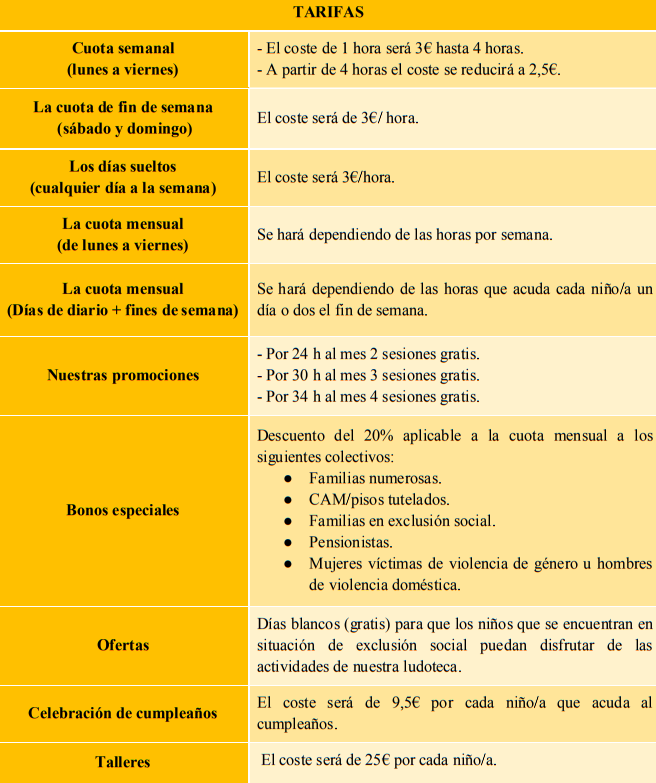 TARIFAS
Cuota semanal
(lunes a viernes)
- El coste de 1 hora será 3€ hasta 4 horas.
- A partir de 4 horas el coste se reducirá a 2,5€.
La cuota de fin de semana
(sábado y domingo)
El coste será de 3€/ hora.
Los días sueltos
(cualquier día a la semana)
El coste será 3€/hora.
La cuota mensual
(de lunes a viernes)
Se hará dependiendo de las horas por semana.
La cuota mensual
(Días de diario + fines de semana)
Se hará dependiendo de las horas que acuda cada niño/a un
día o dos el fin de semana.
Nuestras promociones
- Por 24 h al mes 2 sesiones gratis.
- Por 30 h al mes 3 sesiones gratis.
- Por 34 h al mes 4 sesiones gratis.
Bonos especiales
Descuento del 20% aplicable a la cuota mensual a los
siguientes colectivos:
● Familias numerosas.
● CAM/pisos tutelados.
● Familias en exclusión social.
● Pensionistas.
● Mujeres víctimas de violencia de género u hombres
de violencia doméstica.
Ofertas
Días blancos (gratis) para que los niños que se encuentran en
situación de exclusión social puedan disfrutar de las
actividades de nuestra ludoteca.
Celebración de cumpleaños
El coste será de 9,5€ por cada niño/a que acuda al
cumpleaños.
Talleres
El coste será de 25€ por cada niño/a.